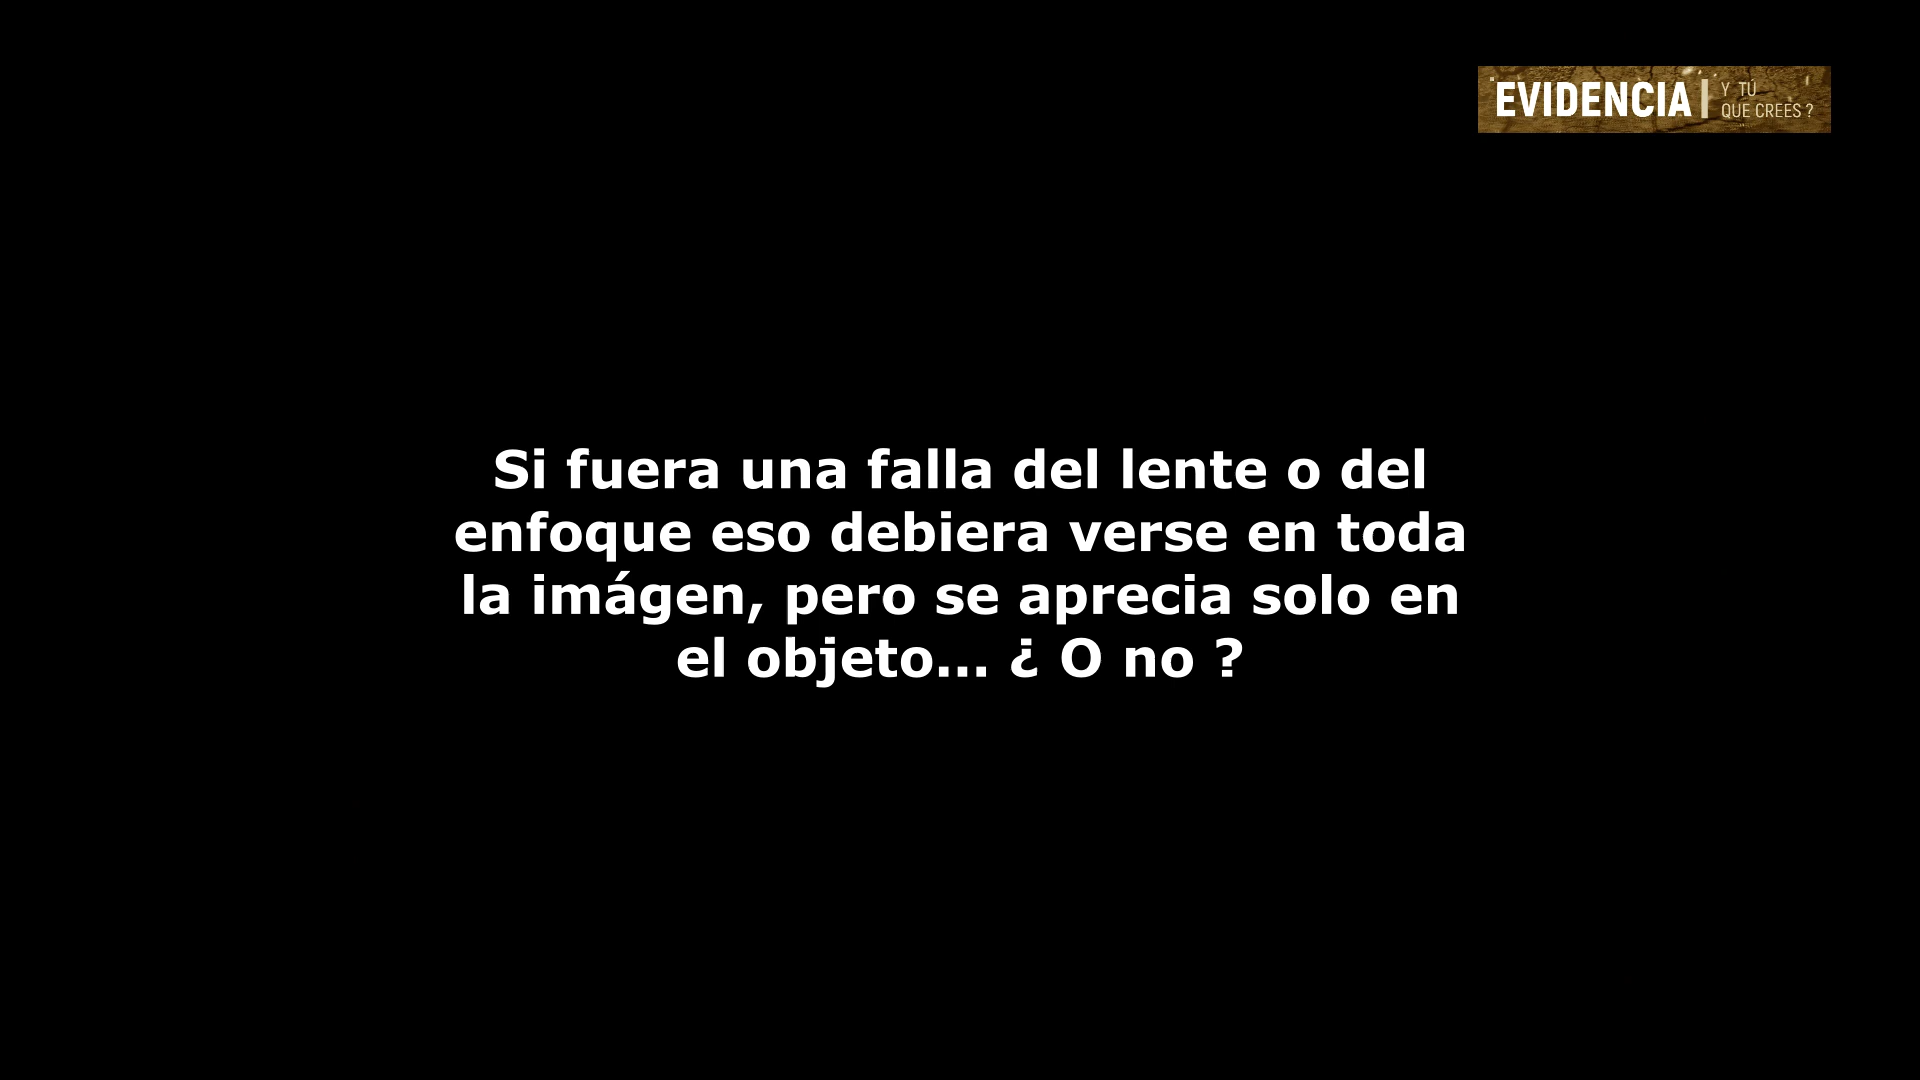 EVIDENCIA
Y TÚ
QUE CREES ?
Si fuera una falla del lente o del
enfoque eso debiera verse en toda
la imágen, pero se aprecia solo en
el objeto... ¿ O no ?